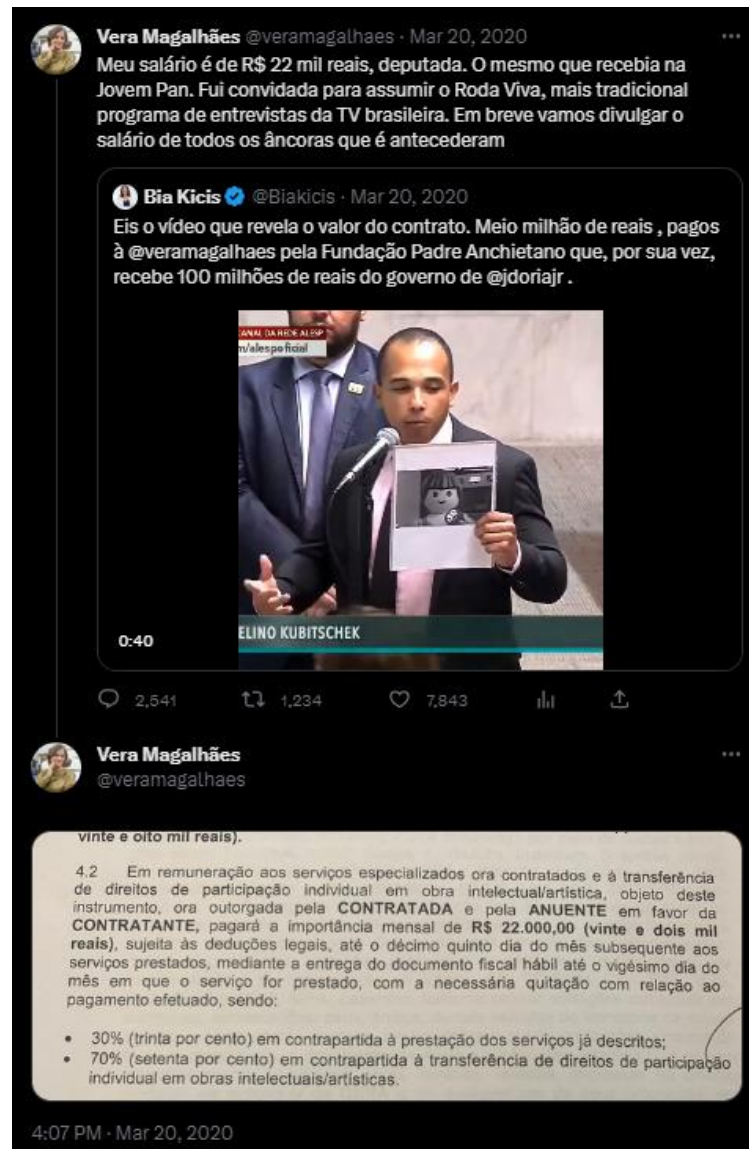 Vera Magalhães @veramagalhaes · Mar 20, 2020
Meu salário é de R$ 22 mil reais, deputada. O mesmo que recebia na
Jovem Pan. Fui convidada para assumir o Roda Viva, mais tradicional
programa de entrevistas da TV brasileira. Em breve vamos divulgar o
salário de todos os âncoras que é antecederam
Bia Kicis @Biakicis · Mar 20, 2020
Eis o vídeo que revela o valor do contrato. Meio milhão de reais , pagos
à @veramagalhaes pela Fundação Padre Anchietano que, por sua vez,
recebe 100 milhões de reais do governo de @jdoriajr .
CANAL DA REDE ALESP
m/alespoficial
0:40
ELINO KUBITSCHEK
2,541 1,234 7,843
Vera Magalhães
@veramagalhaes
vinte e oito mil reais).
4.2 Em remuneração aos serviços especializados ora contratados e à transferência
de direitos de participação individual em obra intelectual/artística, objeto deste
instrumento, ora outorgada pela CONTRATADA e pela ANUENTE em favor da
CONTRATANTE, pagará a importância mensal de R$ 22.000,00 (vinte e dois mil
reais), sujeita às deduções legais, até o décimo quinto dia do mês subsequente aos
serviços prestados, mediante a entrega do documento fiscal hábil até o vigésimo dia do
mês em que o serviço for prestado, com a necessária quitação com relação ao
pagamento efetuado, sendo:
• 30% (trinta por cento) em contrapartida à prestação dos serviços já descritos;
• 70% (setenta por cento) em contrapartida à transferência de direitos de participação
individual em obras intelectuais/artísticas.
4:07 PM · Mar 20, 2020